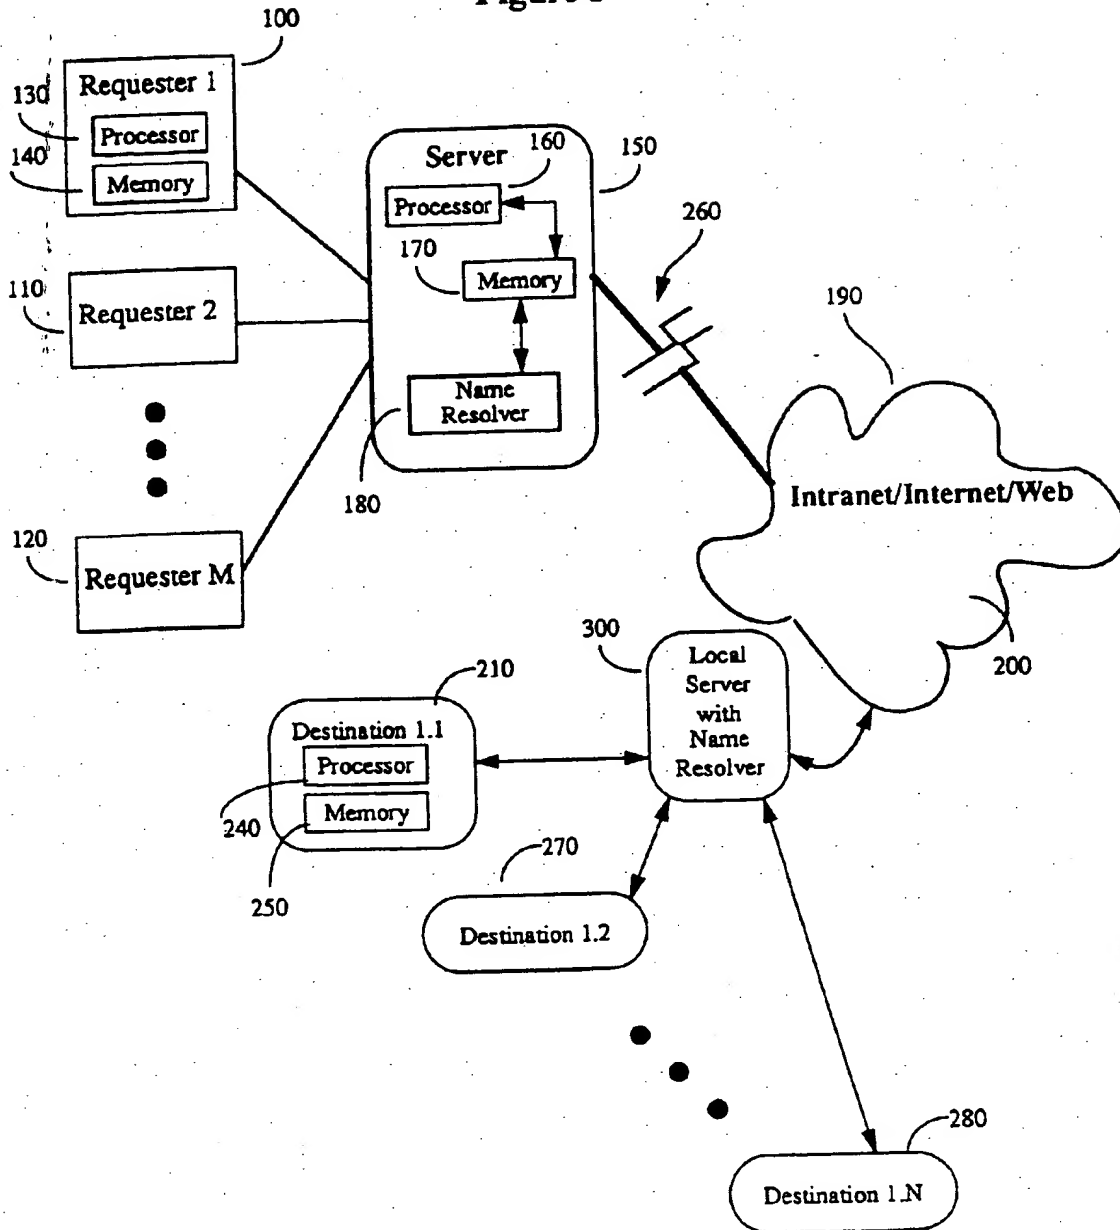 100
Requester 1
130
Processor
140
Memory
110
Requester 2
120
Requester M
Server
160
150
Processor
170
Memory
Name
Resolver
180
260
190
Intranet/Internet/Web
200
300
Local
Server
with
Name
Resolver
210
Destination 1.1
Processor
240
Memory
250
270
Destination 1.2
280
Destination 1.N